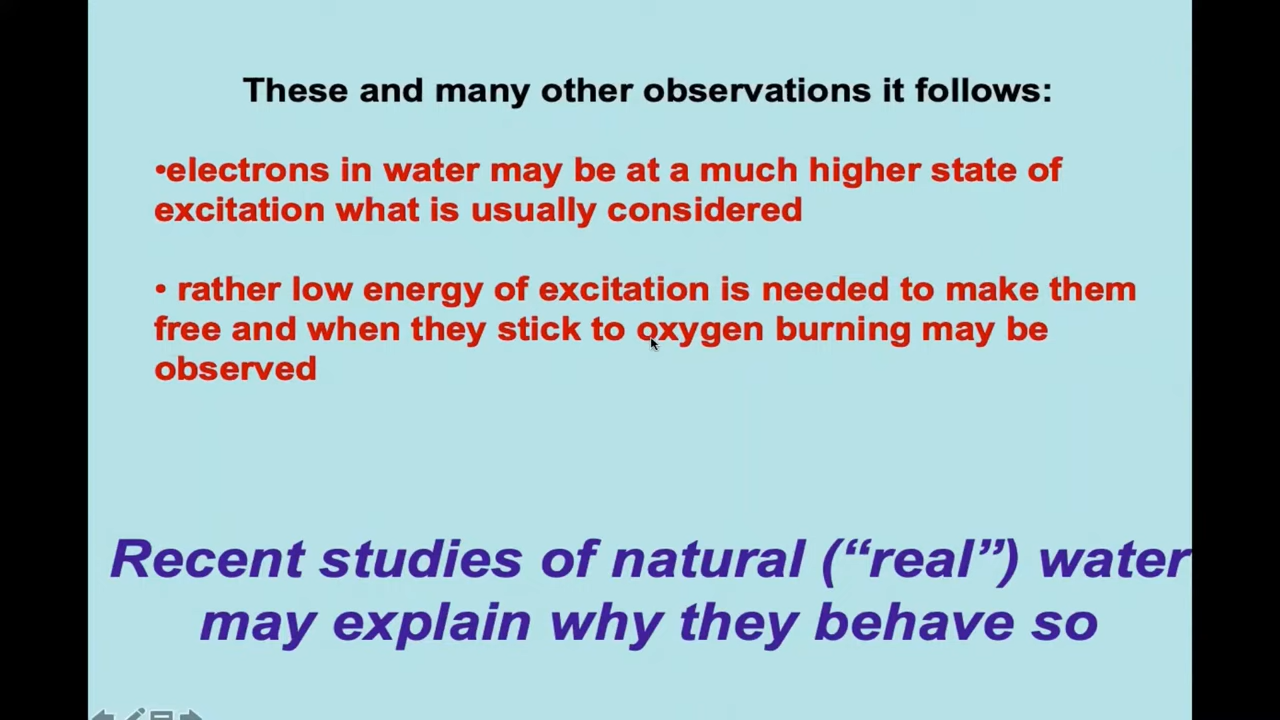 These and many other observations it follows:
•electrons in water may be at a much higher state of
excitation what is usually considered
• rather low energy of excitation is needed to make them
free and when they stick to oxygen burning may be
observed
Recent studies of natural (“real”) water
may explain why they behave so